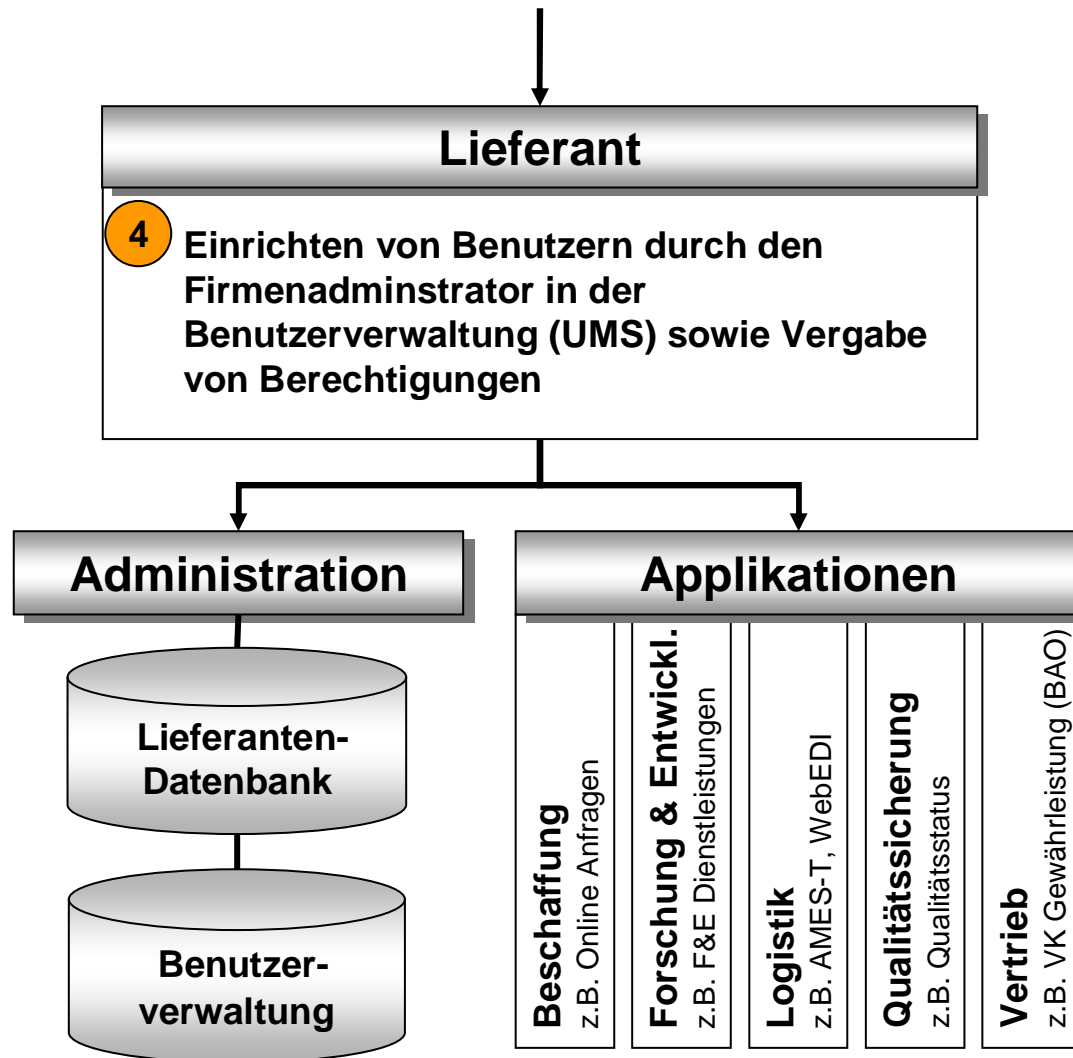 Lieferant
4
Einrichten von Benutzern durch den
Firmenadminstrator in der
Benutzerverwaltung (UMS) sowie Vergabe
von Berechtigungen
Administration
Lieferanten-
Datenbank
Benutzer-
verwaltung
Applikationen
Beschaffung
z.B. Online Anfragen
Forschung & Entwickl.
z.B. F&E Dienstleistungen
Logistik
z.B. AMES-T, WebEDI
Qualitätssicherung
z.B. Qualitätsstatus
Vertrieb
z.B. VK Gewährleistung (BAO)